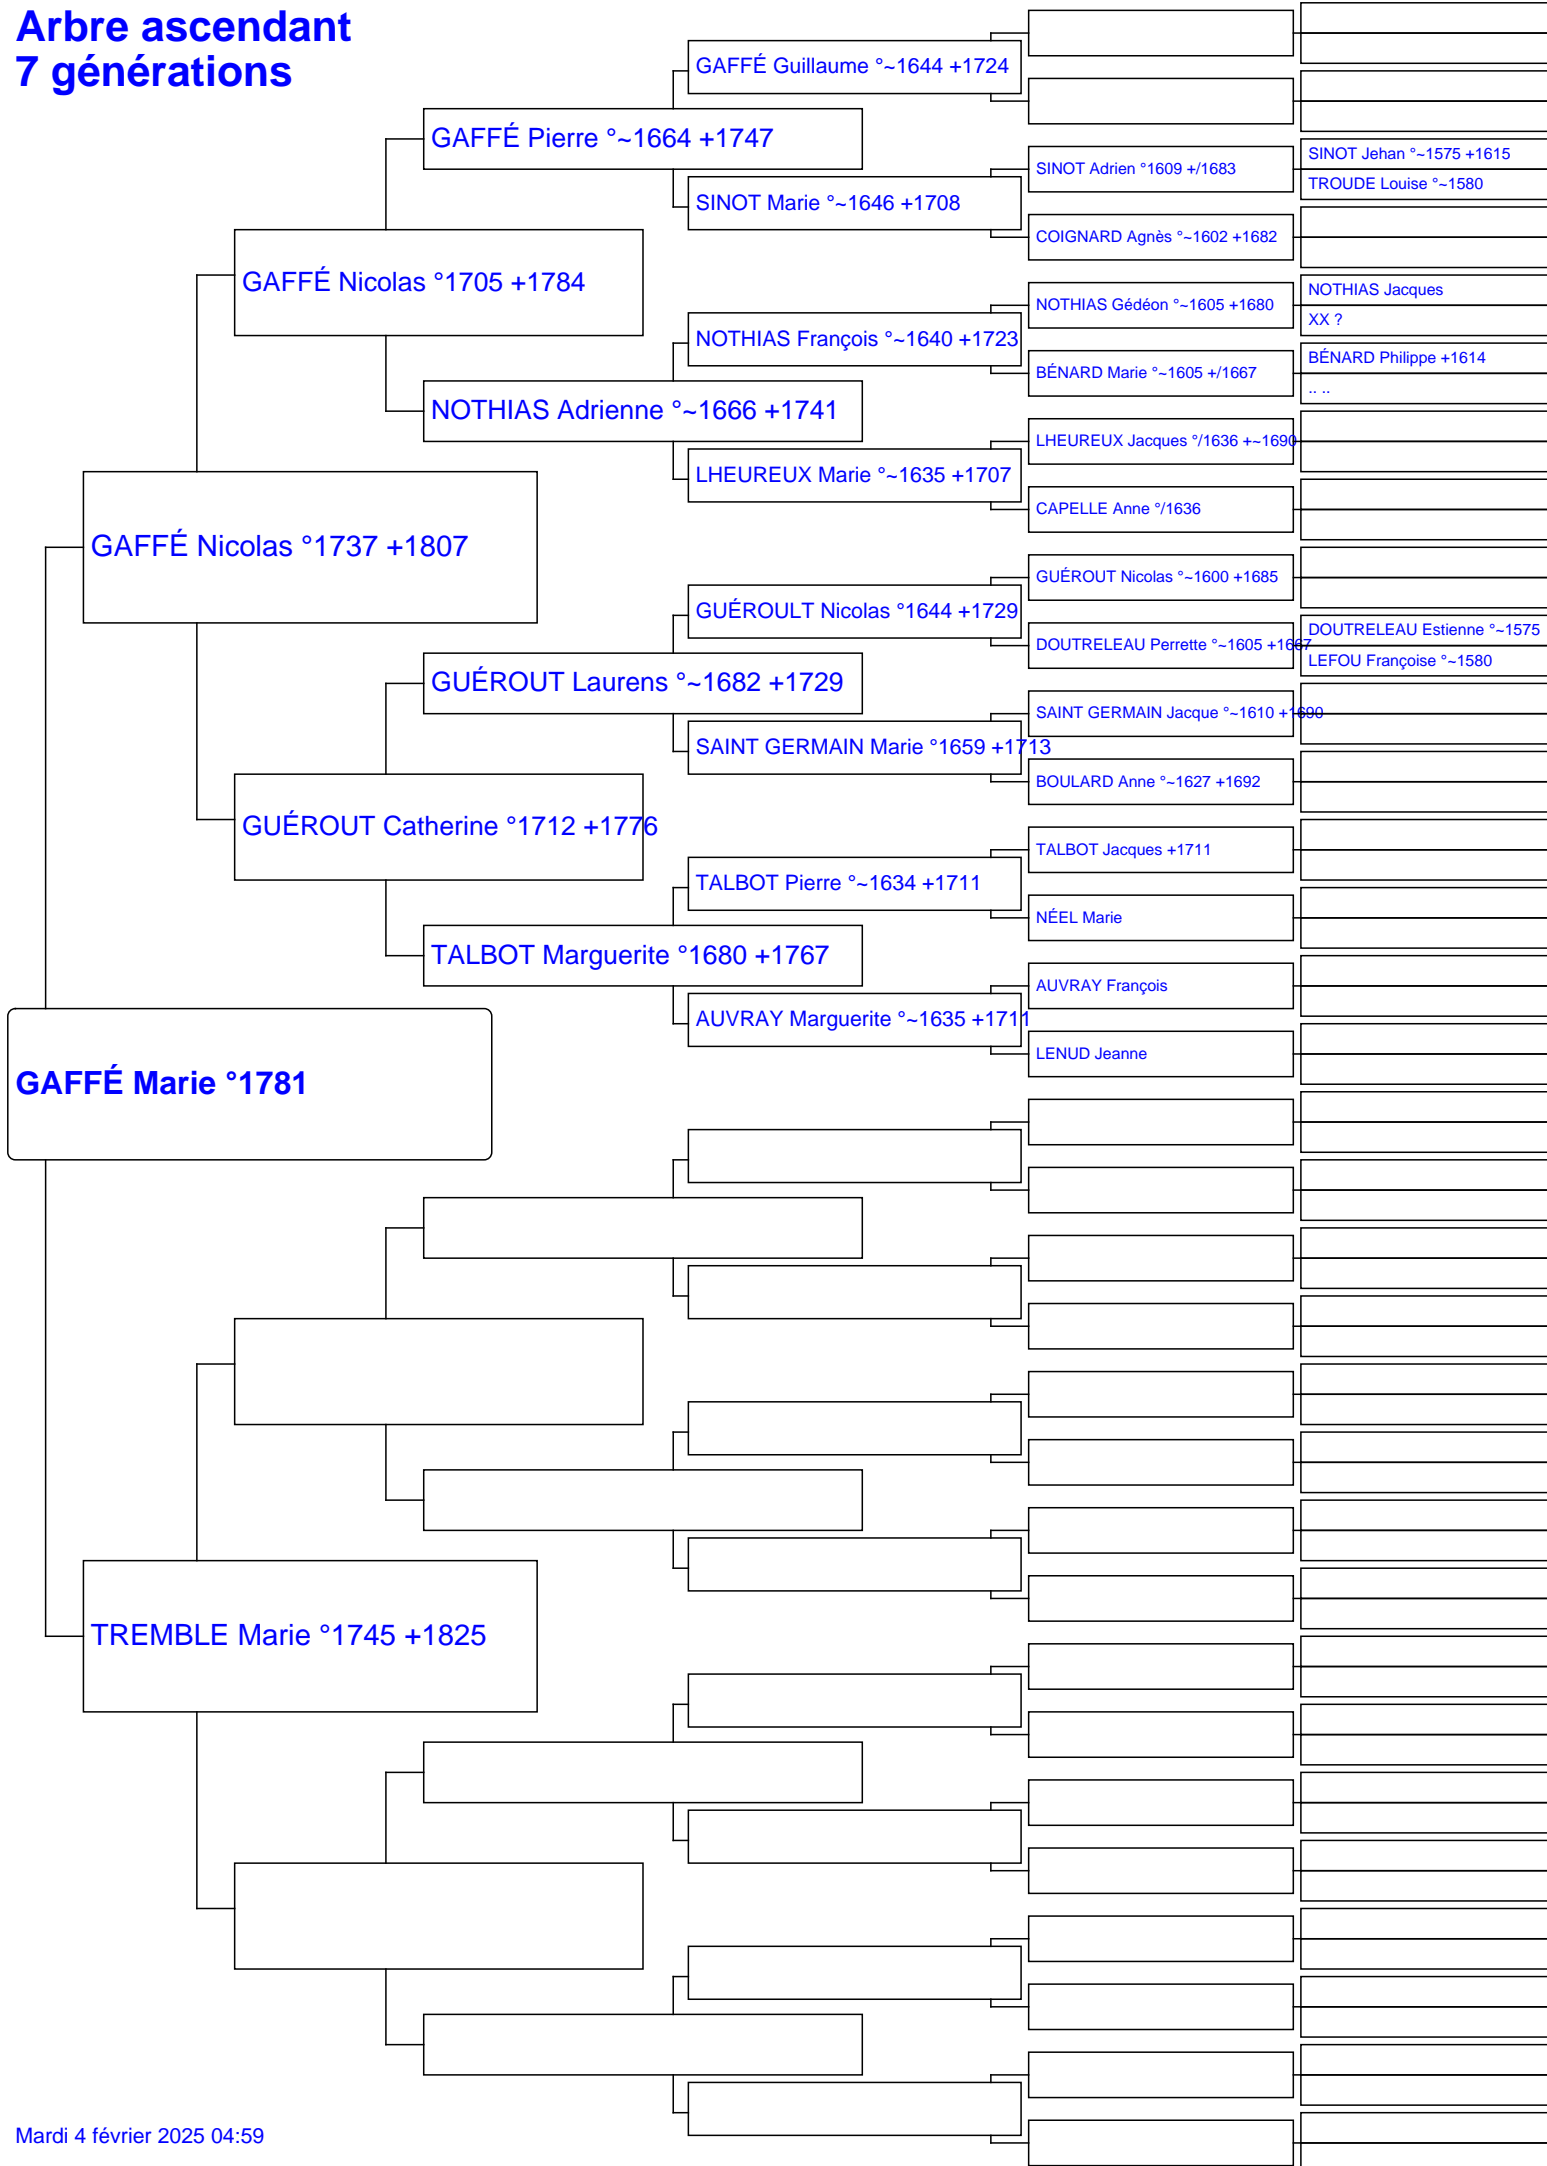 Arbre ascendant
7 générations
GAFFÉ Guillaume °~1644 +1724
GAFFÉ Pierre °~1664 +1747
SINOT Jehan °~1575 +1615
SINOT Adrien °1609 +/1683
TROUDE Louise °~1580
SINOT Marie °~1646 +1708
COIGNARD Agnès °~1602 +1682
GAFFÉ Nicolas °1705 +1784
NOTHIAS Jacques
NOTHIAS Gédéon °~1605 +1680
XX ?
NOTHIAS François °~1640 +1723
BÉNARD Philippe +1614
BÉNARD Marie °~1605 +/1667
.. ..
NOTHIAS Adrienne °~1666 +1741
LHEUREUX Jacques °/1636 +~1690
LHEUREUX Marie °~1635 +1707
CAPELLE Anne °/1636
GAFFÉ Nicolas °1737 +1807
GUÉROUT Nicolas °~1600 +1685
GUÉROULT Nicolas °1644 +1729
DOUTRELEAU Estienne °~1575
DOUTRELEAU Perrette °~1605 +1667
LEFOU Françoise °~1580
GUÉROUT Laurens °~1682 +1729
SAINT GERMAIN Jacque °~1610 +1690
SAINT GERMAIN Marie °1659 +1713
BOULARD Anne °~1627 +1692
GUÉROUT Catherine °1712 +1776
TALBOT Jacques +1711
TALBOT Pierre °~1634 +1711
NÉEL Marie
TALBOT Marguerite °1680 +1767
AUVRAY François
AUVRAY Marguerite °~1635 +1711
LENUD Jeanne
GAFFÉ Marie °1781
TREMBLE Marie °1745 +1825
Mardi 4 février 2025 04:59